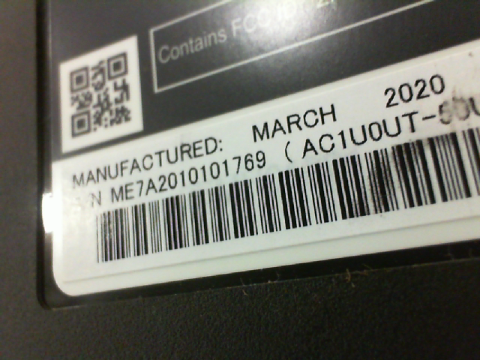 Contains FCC
MANUFACTURED: MARCH 2020
N ME7A2010101769 (AC1U0UT-